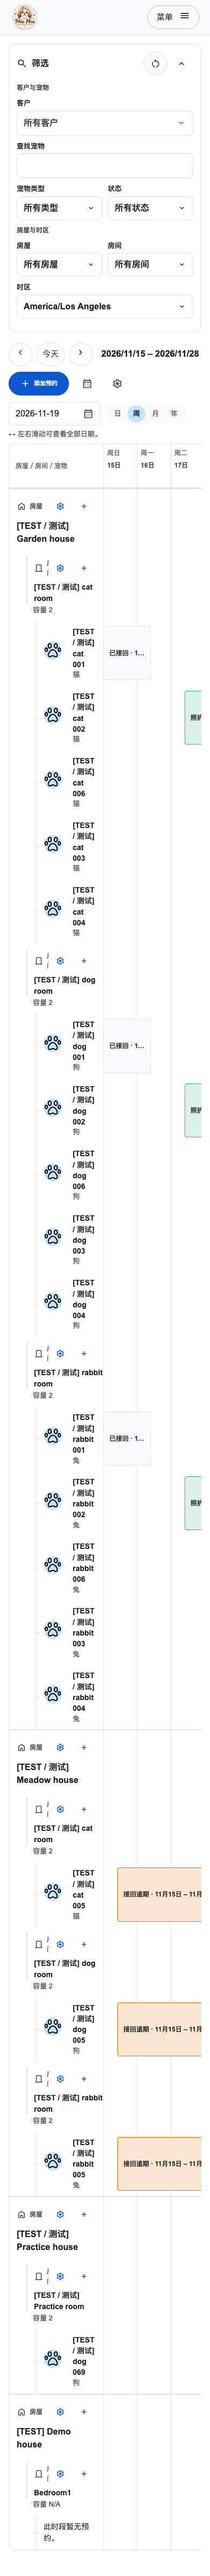 菜单
筛选
客户与宠物
客户
所有客户
查找宠物
宠物类型
状态
所有类型
所有状态
房屋与时区
房屋
房间
所有房屋
所有房间
时区
America/Los Angeles
今天
2026/11/15 – 2026/11/28
+ 追加预约
2026-11-19
日
周
月
年
↔ 左右滑动可查看全部日期。
房屋 / 房间 / 宠物
周日
周一
周二
15日
16日
17日
房屋
[TEST / 测试]
Garden house
[TEST / 测试] cat
room
容量 2
[TEST
/ 测试]
cat
001
猫
已接回 · 1...
[TEST
/ 测试]
cat
002
猫
[TEST
/ 测试]
cat
006
猫
[TEST
/ 测试]
cat
003
猫
[TEST
/ 测试]
cat
004
猫
[TEST / 测试] dog
room
容量 2
[TEST
/ 测试]
dog
001
狗
已接回 · 1...
[TEST
/ 测试]
dog
002
狗
[TEST
/ 测试]
dog
006
狗
[TEST
/ 测试]
dog
003
狗
[TEST
/ 测试]
dog
004
狗
[TEST / 测试] rabbit
room
容量 2
[TEST
/ 测试]
rabbit
001
兔
已接回 · 1...
[TEST
/ 测试]
rabbit
002
兔
[TEST
/ 测试]
rabbit
006
兔
[TEST
/ 测试]
rabbit
003
兔
[TEST
/ 测试]
rabbit
004
兔
房屋
[TEST / 测试]
Meadow house
[TEST / 测试] cat
room
容量 2
[TEST
/ 测试]
cat
005
猫
接回逾期 · 11月15日 – 11月
[TEST / 测试] dog
room
容量 2
[TEST
/ 测试]
dog
005
狗
接回逾期 · 11月15日 – 11月
[TEST / 测试] rabbit
room
容量 2
[TEST
/ 测试]
rabbit
005
兔
接回逾期 · 11月15日 – 11月
房屋
[TEST / 测试]
Practice house
[TEST / 测试]
Practice room
容量 2
[TEST
/ 测试]
dog
069
狗
房屋
[TEST] Demo
house
Bedroom1
容量 N/A
此时段暂无预
约。